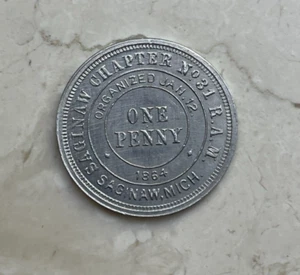 SAGINAW CHAPTER No. 31 R.A.M.
ORGANIZED JAN. 12
ONE
PENNY
1864
SAGINAW, MICH.